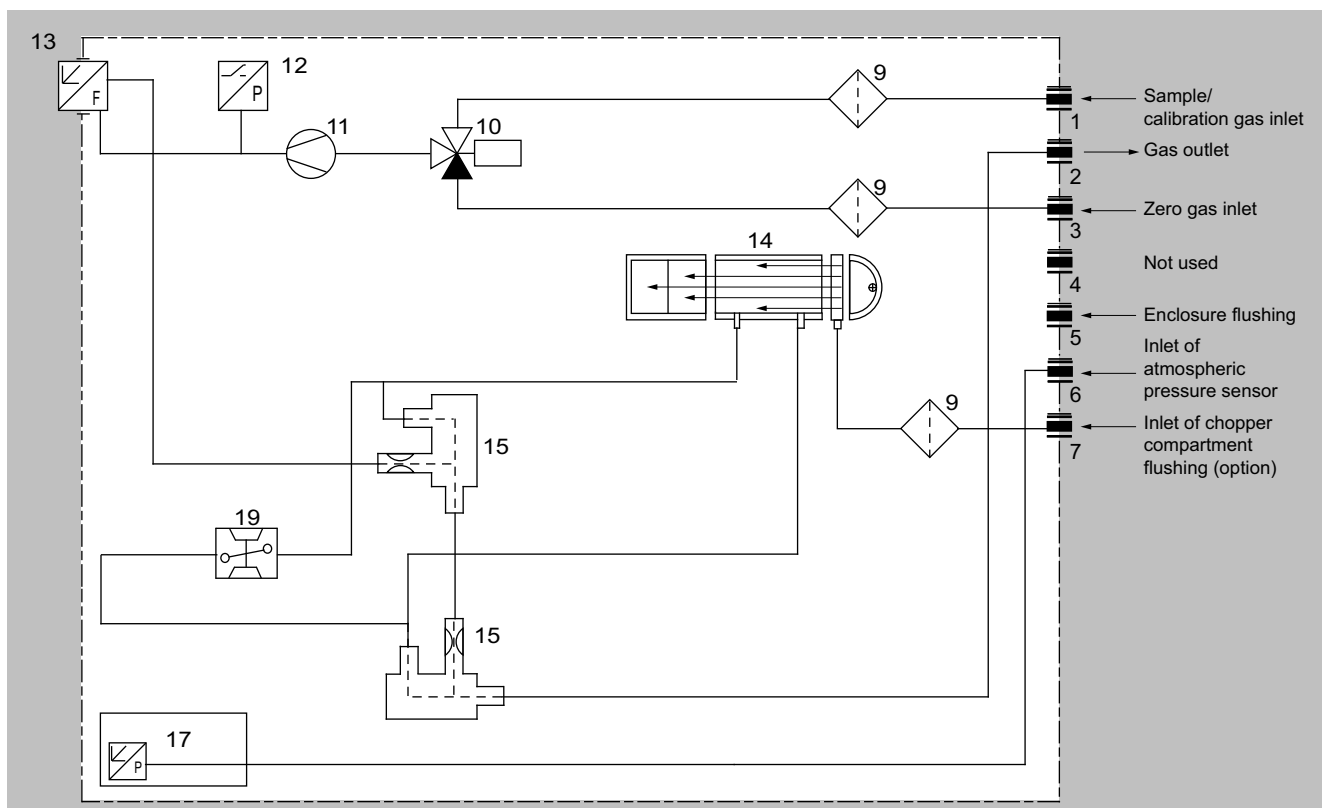 13
F
12
P
11
10
9
1
Sample/
calibration gas inlet
2
Gas outlet
9
3
Zero gas inlet
14
4
Not used
5
Enclosure flushing
6
Inlet of
atmospheric
pressure sensor
9
7
Inlet of chopper
compartment
flushing (option)
15
19
15
17
P